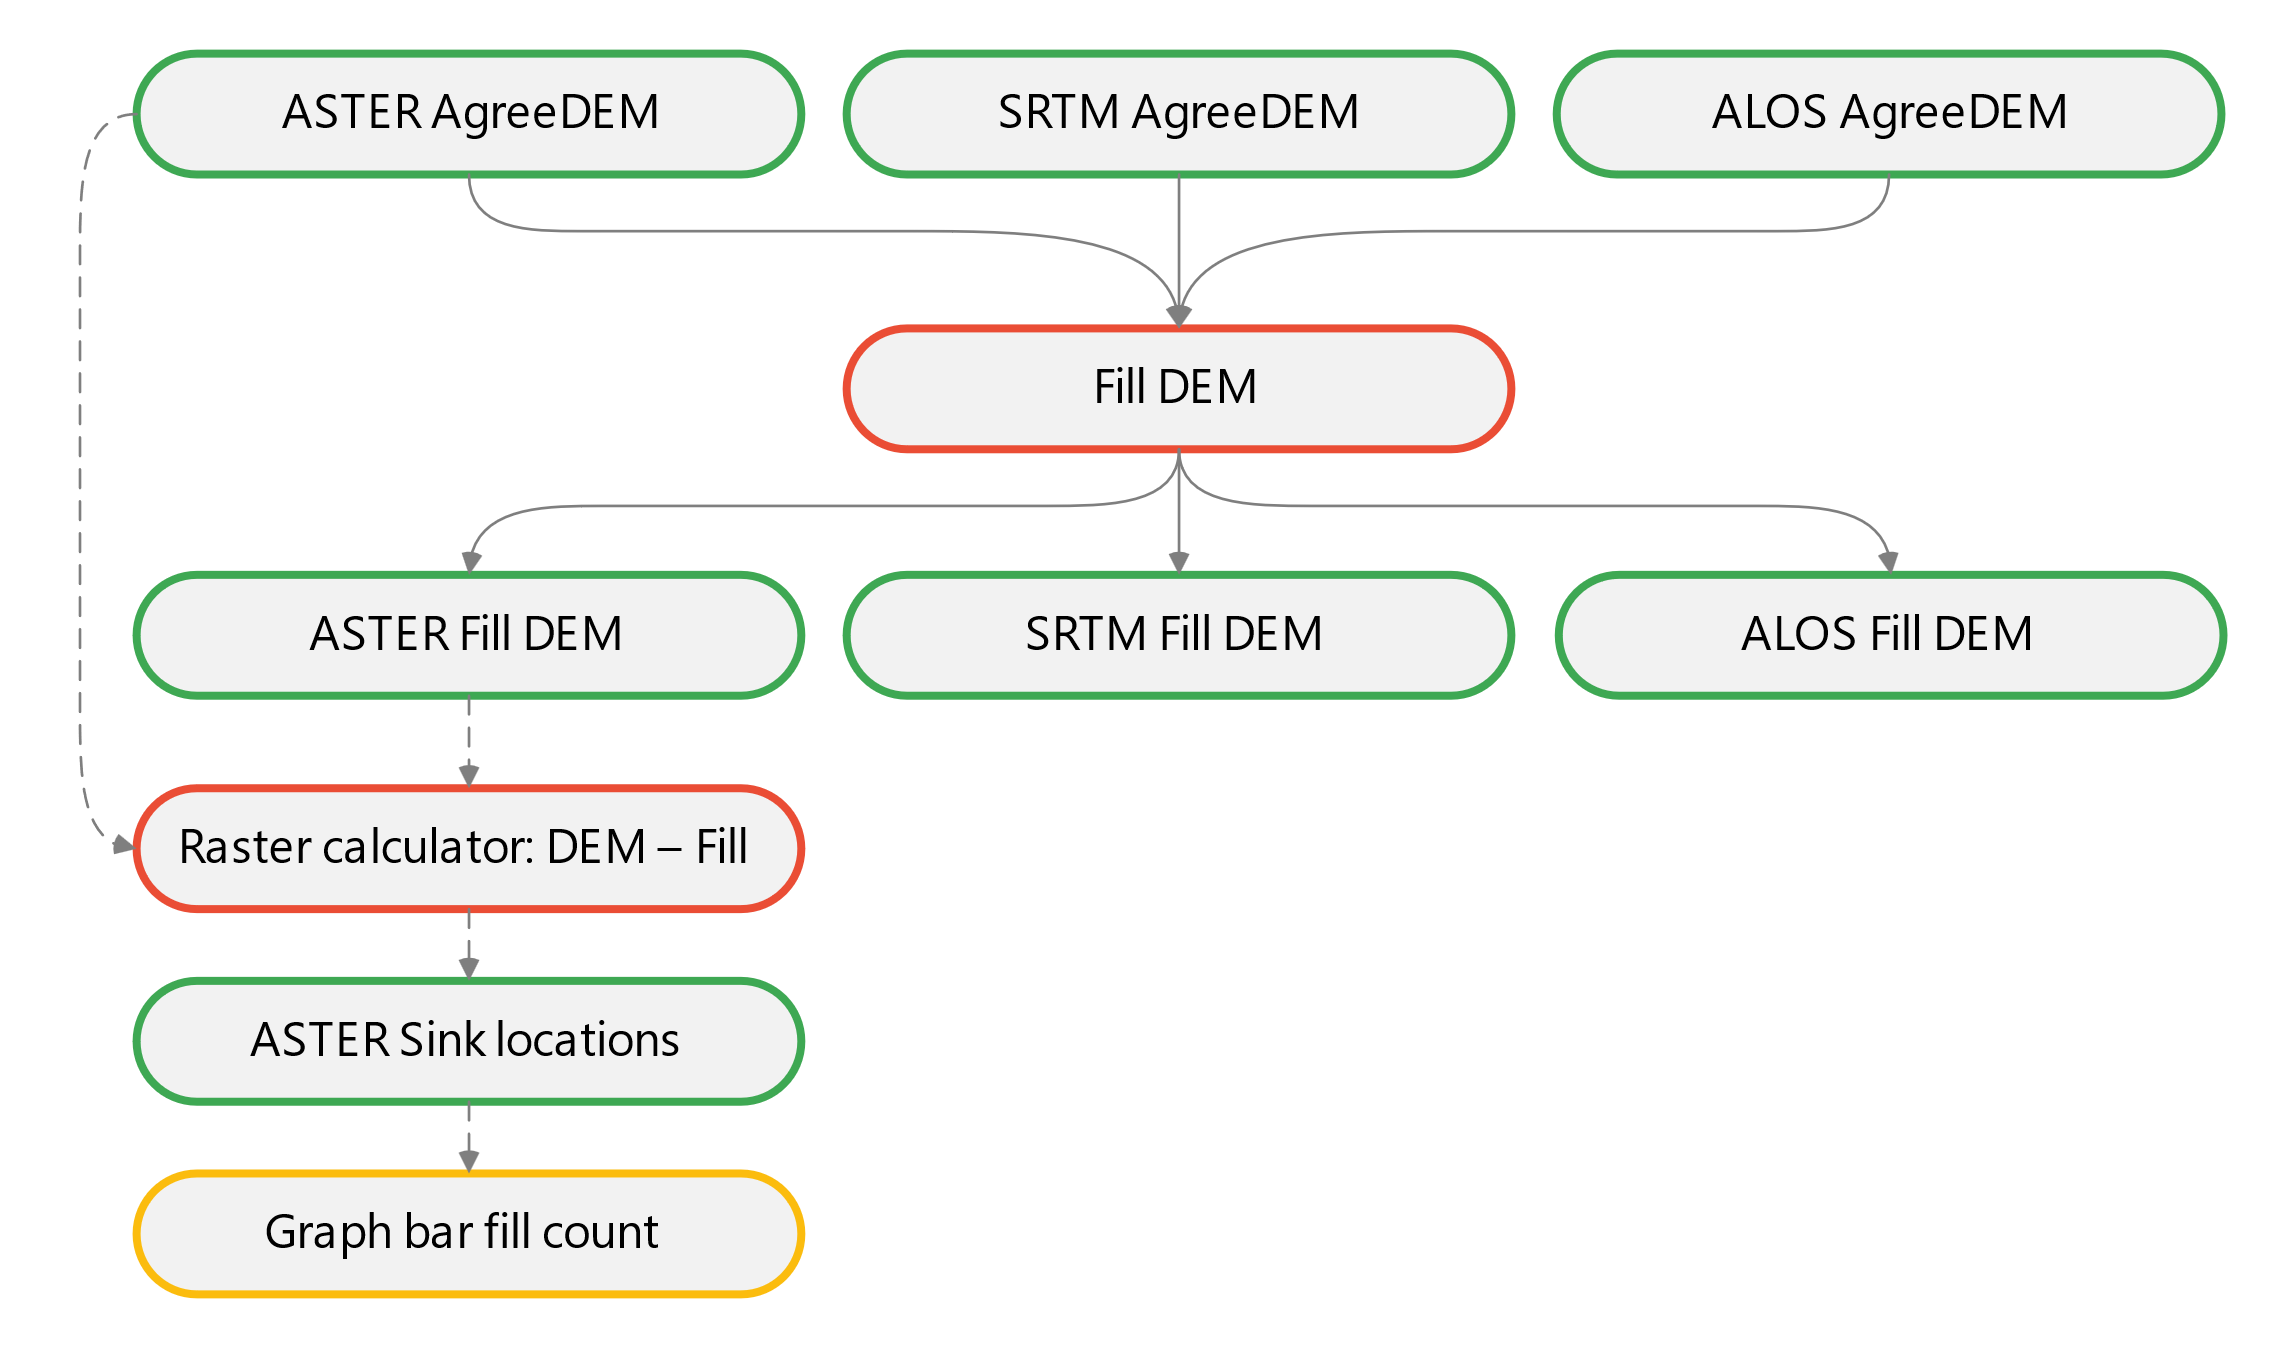 ASTER AgreeDEM
SRTM AgreeDEM
ALOS AgreeDEM
Fill DEM
ASTER Fill DEM
SRTM Fill DEM
ALOS Fill DEM
Raster calculator: DEM – Fill
ASTER Sink locations
Graph bar fill count